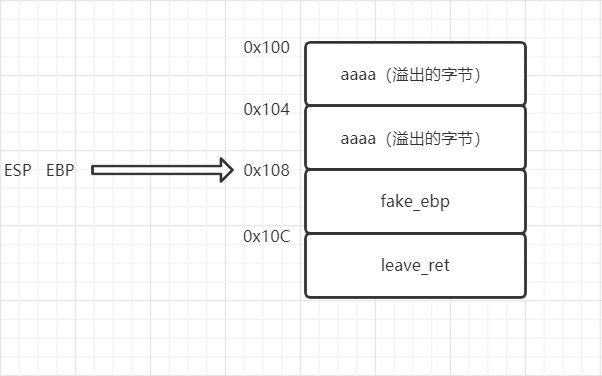 0x100
aaaa（溢出的字节）
0x104
aaaa（溢出的字节）
ESP EBP
0x108
fake_ebp
0x10C
leave_ret